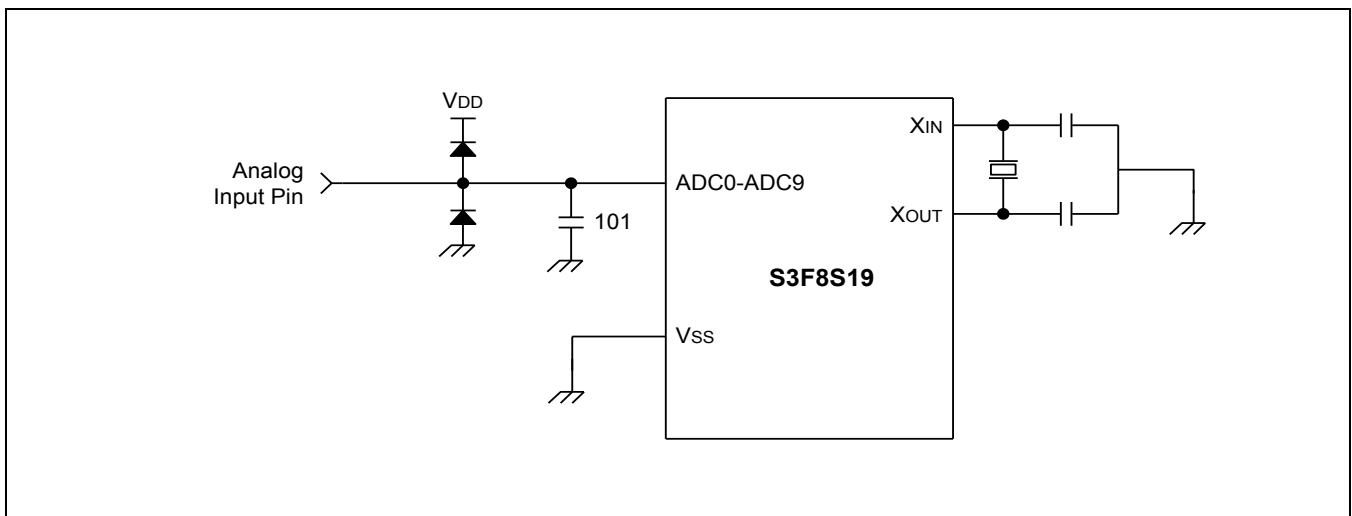 VDD
Analog
Input Pin
ADC0-ADC9
101
XIN
XOUT
S3F8S19
VSS